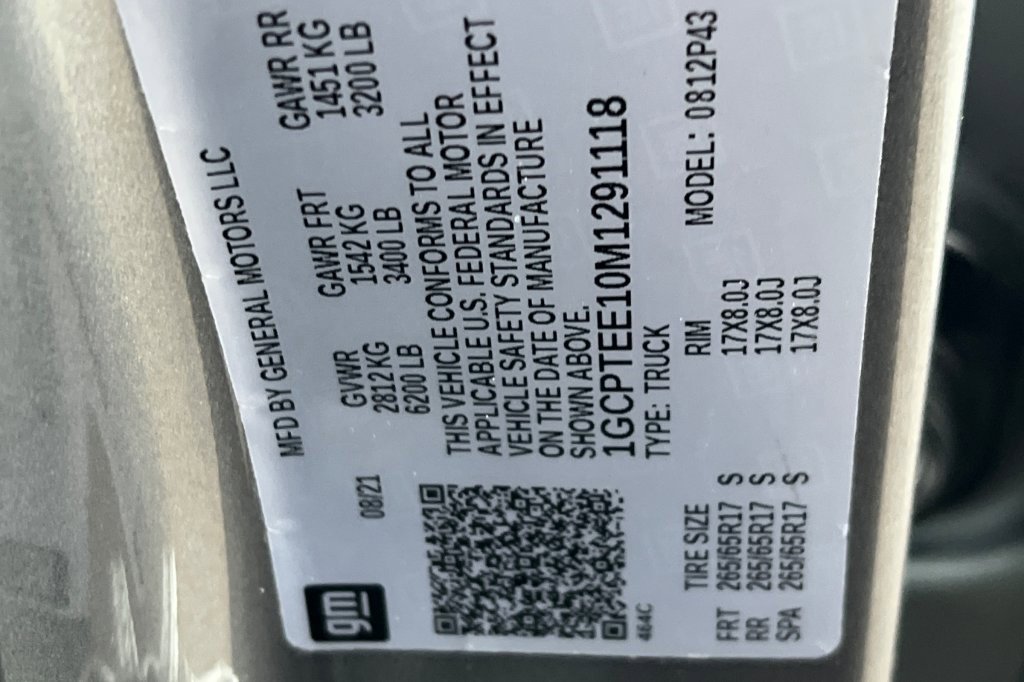 gm
MFD BY GENERAL MOTORS LLC
08/21
GVWR GAWR FRT GAWR RR
2812 KG 1542 KG 1451 KG
6200 LB 3400 LB 3200 LB
THIS VEHICLE CONFORMS TO ALL
APPLICABLE U.S. FEDERAL MOTOR
VEHICLE SAFETY STANDARDS IN EFFECT
ON THE DATE OF MANUFACTURE
SHOWN ABOVE.
1GCPTEE10M1291118
464C TYPE: TRUCK
TIRE SIZE RIM MODEL: 0812P43
FRT 265/65R17 S 17X8.0J
RR 265/65R17 S 17X8.0J
SPA 265/65R17 S 17X8.0J